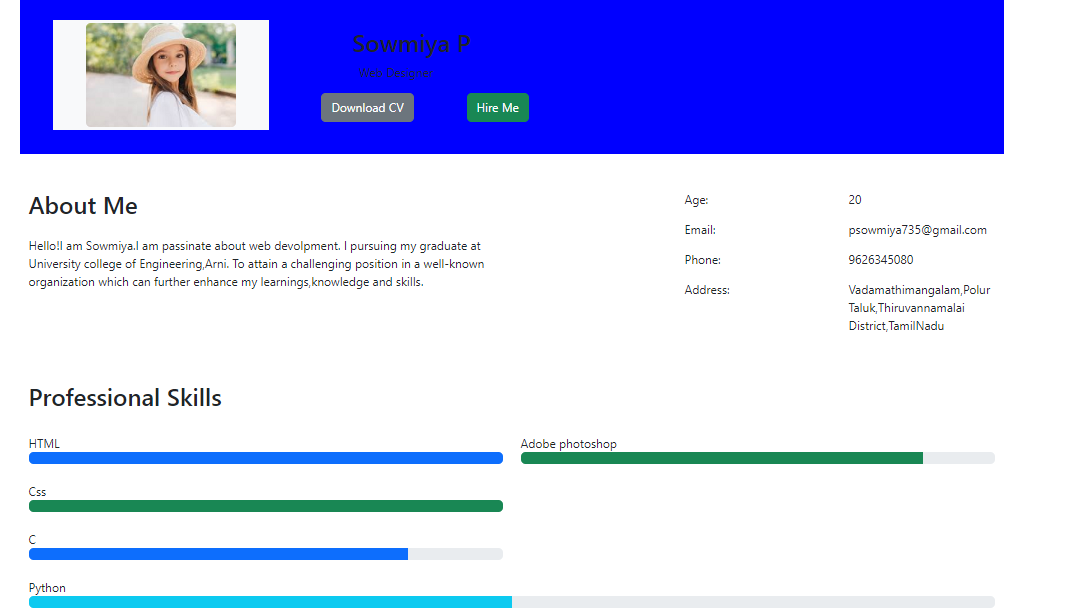 Sowmiya P
Download CV
Hire Me
About Me
Hello!I am Sowmiya.I am passinate about web devolpment. I pursuing my graduate at
University college of Engineering,Arni. To attain a challenging position in a well-known
organization which can further enhance my learnings,knowledge and skills.
Age: 20
Email: psowmiya735@gmail.com
Phone: 9626345080
Address: Vadamathimangalam,Polur
Taluk,Thiruvannamalai
District,TamilNadu
Professional Skills
HTML
Adobe photoshop
Css
C
Python